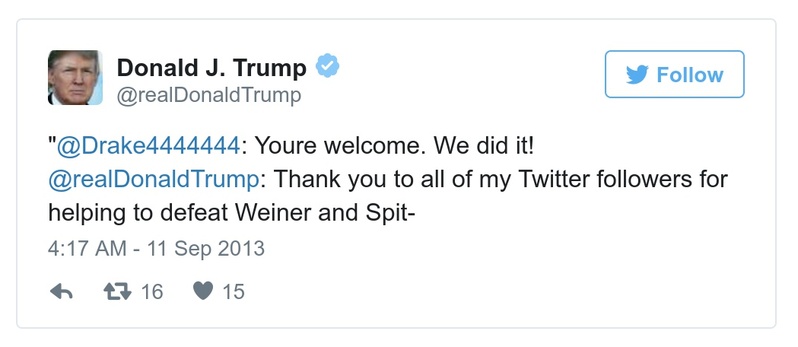 Donald J. Trump
@realDonaldTrump
Follow
"@Drake4444444: Youre welcome. We did it!
@realDonaldTrump: Thank you to all of my Twitter followers for
helping to defeat Weiner and Spit-
4:17 AM - 11 Sep 2013
16 15